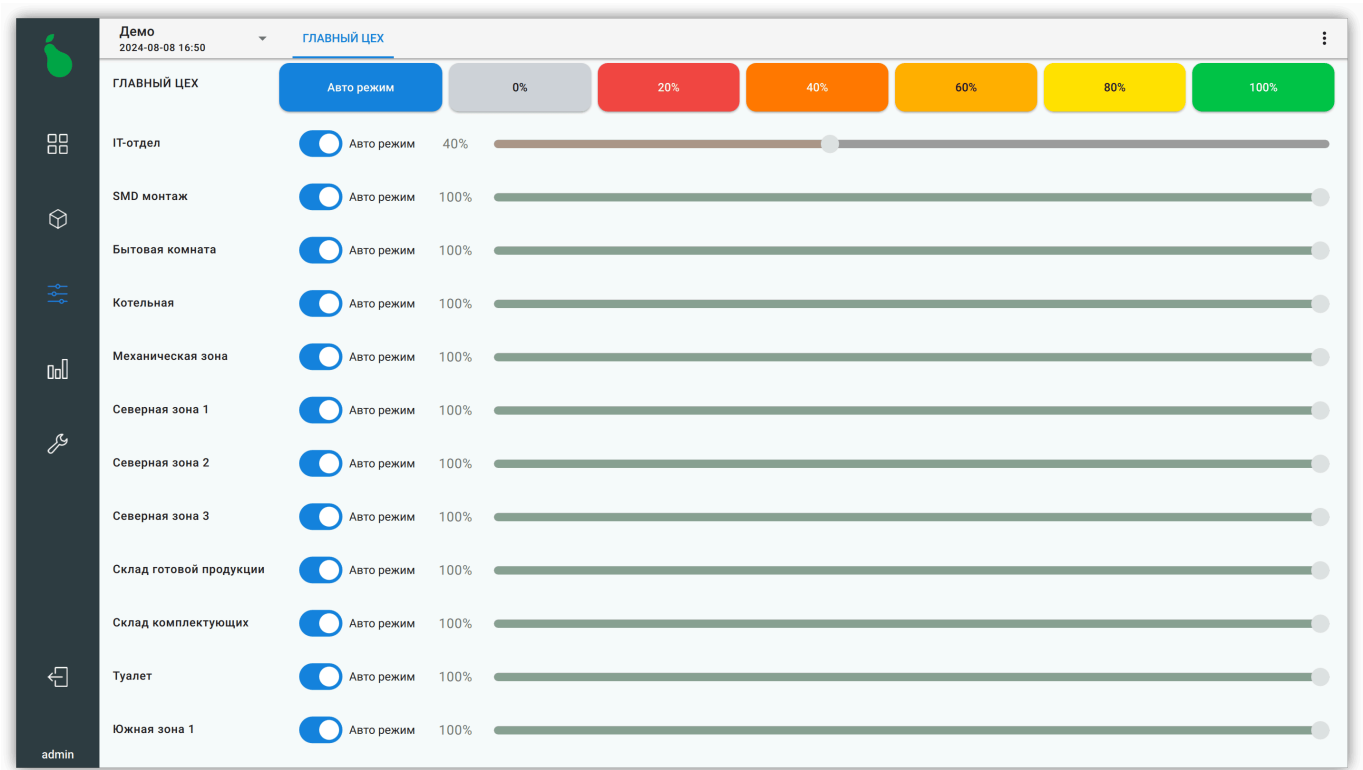 Демо
2024-08-08 16:50
ГЛАВНЫЙ ЦЕХ
ГЛАВНЫЙ ЦЕХ Авто режим 0% 20% 40% 60% 80% 100%
IT-отдел Авто режим 40%
SMD монтаж Авто режим 100%
Бытовая комната Авто режим 100%
Котельная Авто режим 100%
Механическая зона Авто режим 100%
Северная зона 1 Авто режим 100%
Северная зона 2 Авто режим 100%
Северная зона 3 Авто режим 100%
Склад готовой продукции Авто режим 100%
Склад комплектующих Авто режим 100%
Туалет Авто режим 100%
Южная зона 1 Авто режим 100%
admin